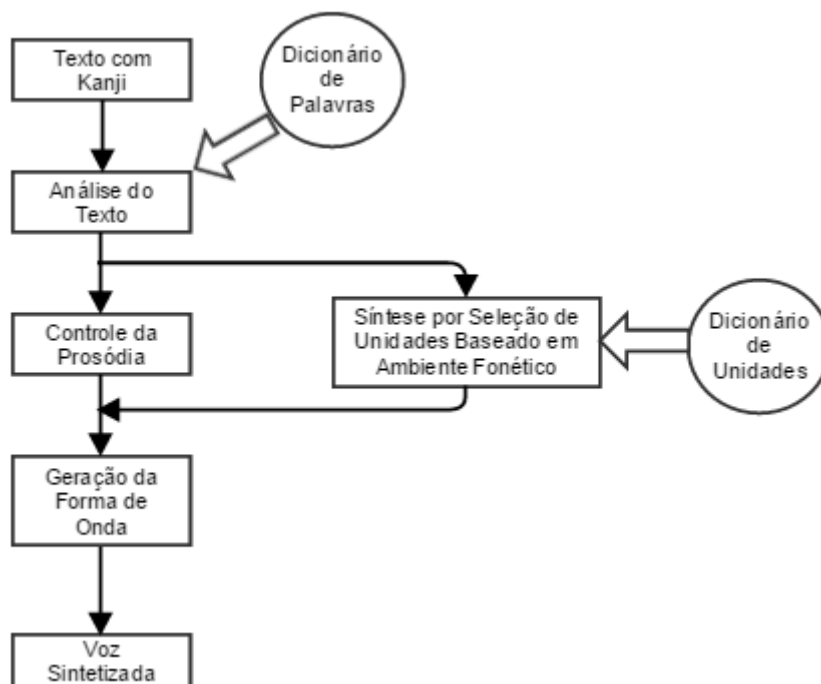 Texto com
Kanji
Dicionário
de
Palavras
Análise do
Texto
Controle da
Prosódia
Síntese por Seleção de
Unidades Baseado em
Ambiente Fonético
Dicionário
de
Unidades
Geração da
Forma de
Onda
Voz
Sintetizada